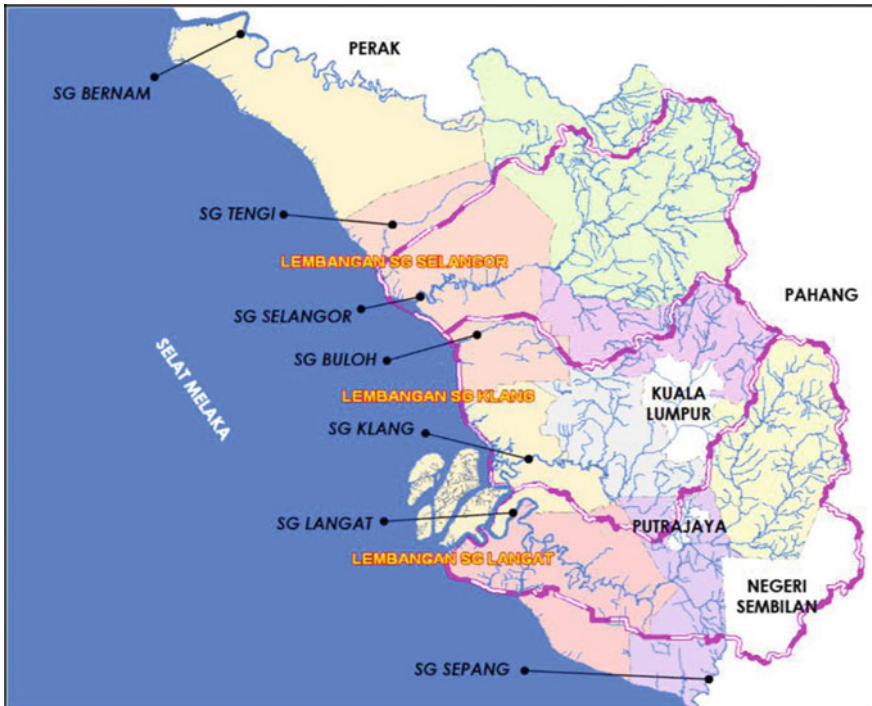 PERAK
SG BERNAM
SG TENGI
LEMBANGAN SG SELANGOR
PAHANG
SG SELANGOR
SG BULOH
SELAT MELAKA
LEMBANGAN SG KLANG
KUALA
LUMPUR
SG KLANG
SG LANGAT
PUTRAJAYA
LEMBANGAN SG LANGAT
NEGERI
SEMBILAN
SG SEPANG